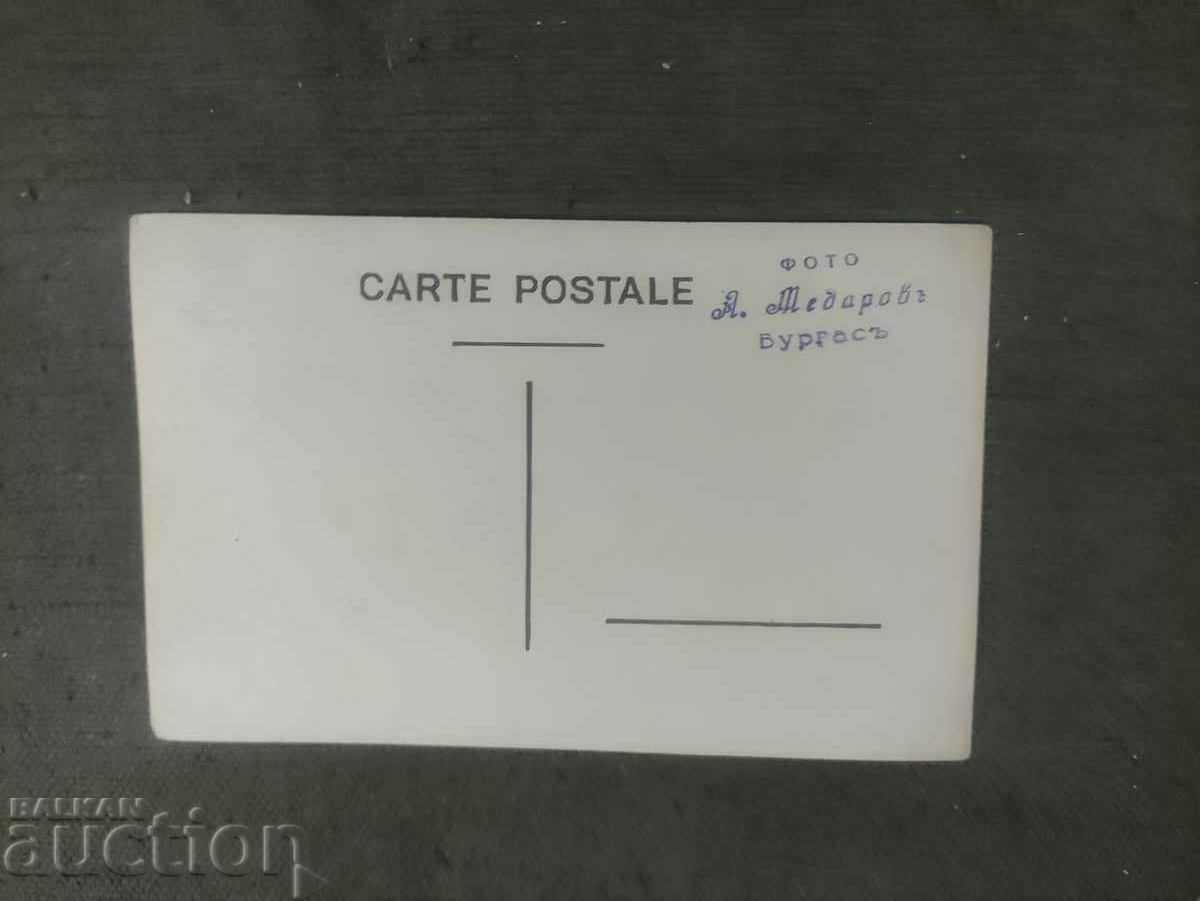 CARTE POSTALE
ФОТО
А. Медаровъ
Бургасъ
BALKAN
auction